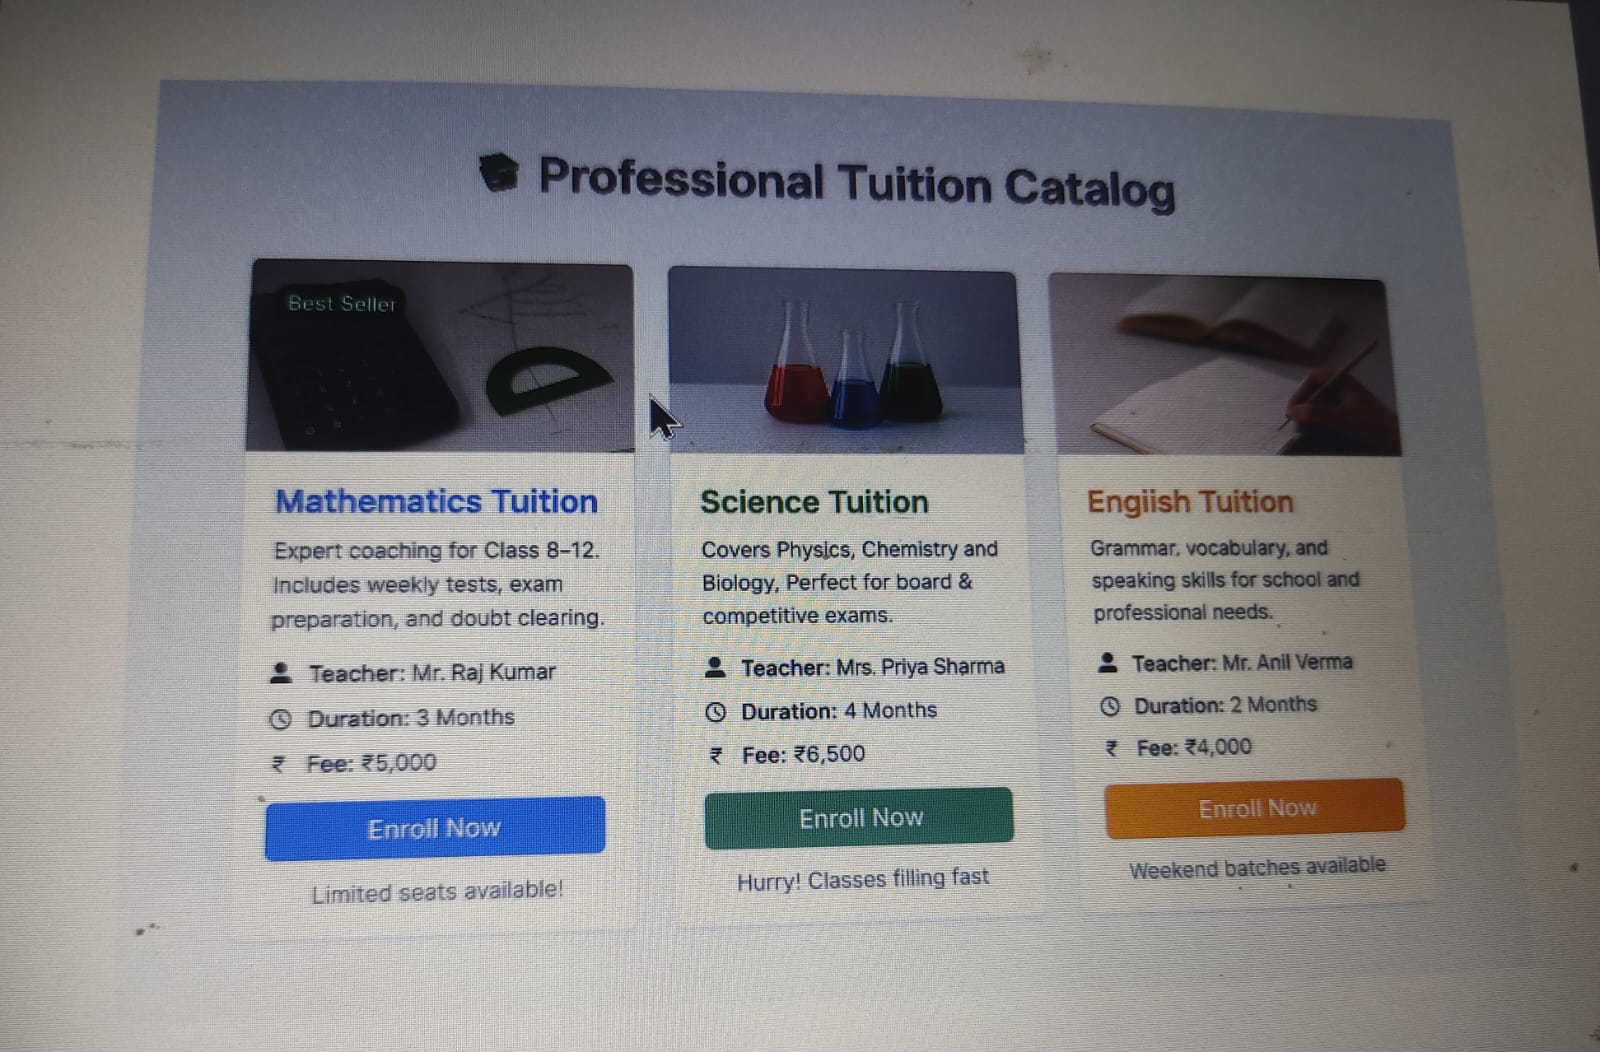 Professional Tuition Catalog
Best Seller
Mathematics Tuition
Expert coaching for Class 8–12.
Includes weekly tests, exam
preparation, and doubt clearing.
Teacher: Mr. Raj Kumar
Duration: 3 Months
₹ Fee: ₹5,000
Enroll Now
Limited seats available!
Science Tuition
Covers Physics, Chemistry and
Biology, Perfect for board &
competitive exams.
Teacher: Mrs. Priya Sharma
Duration: 4 Months
₹ Fee: ₹6,500
Enroll Now
Hurry! Classes filling fast
Engiish Tuition
Grammar, vocabulary, and
speaking skills for school and
professional needs.
Teacher: Mr. Anil Verma
Duration: 2 Months
₹ Fee: ₹4,000
Enroll Now
Weekend batches available